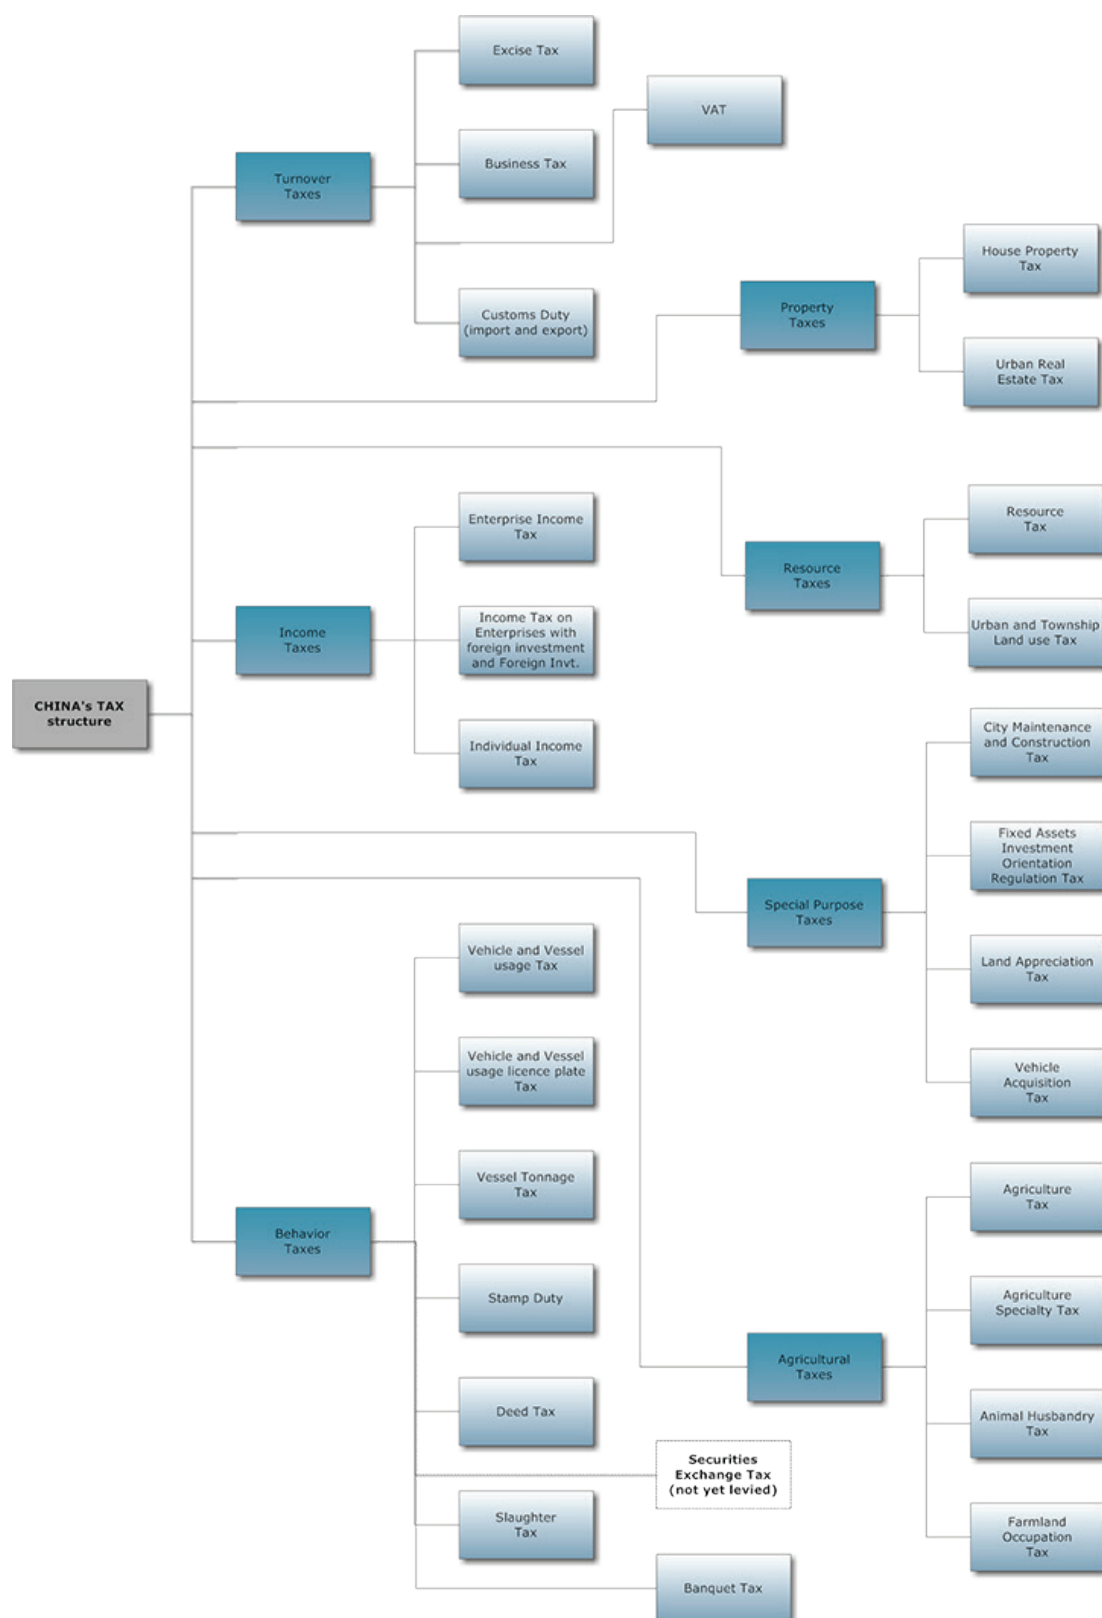 CHINA's TAX
structure
Turnover
Taxes
Excise Tax
Business Tax
VAT
Customs Duty
(import and export)
Property
Taxes
House Property
Tax
Urban Real
Estate Tax
Resource
Taxes
Resource
Tax
Urban and Township
Land use Tax
Income
Taxes
Enterprise Income
Tax
Income Tax on
Enterprises with
foreign investment
and Foreign Invt.
Individual Income
Tax
Special Purpose
Taxes
City Maintenance
and Construction
Tax
Fixed Assets
Investment
Orientation
Regulation Tax
Land Appreciation
Tax
Vehicle
Acquisition
Tax
Behavior
Taxes
Vehicle and Vessel
usage Tax
Vehicle and Vessel
usage licence plate
Tax
Vessel Tonnage
Tax
Stamp Duty
Deed Tax
Securities
Exchange Tax
(not yet levied)
Slaughter
Tax
Banquet Tax
Agricultural
Taxes
Agriculture
Tax
Agriculture
Specialty Tax
Animal Husbandry
Tax
Farmland
Occupation
Tax